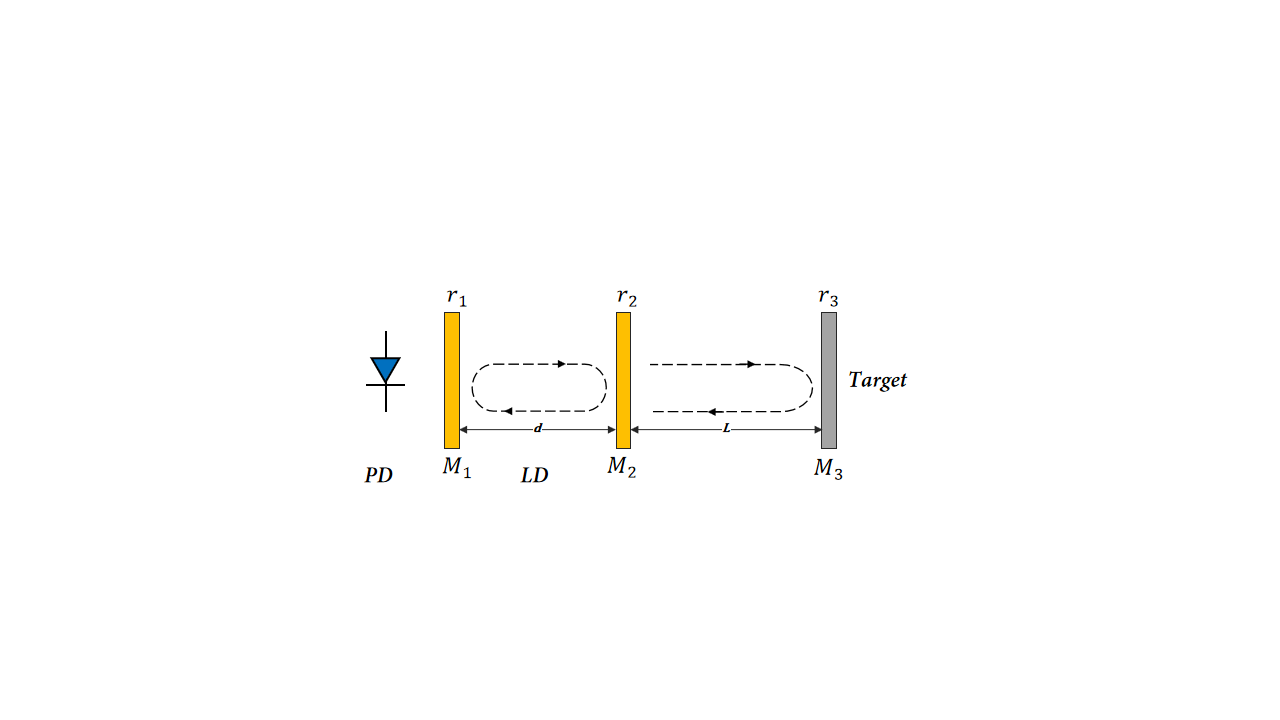 r₁ r₂ r₃
Target
d L
M₁ M₂ M₃
PD LD